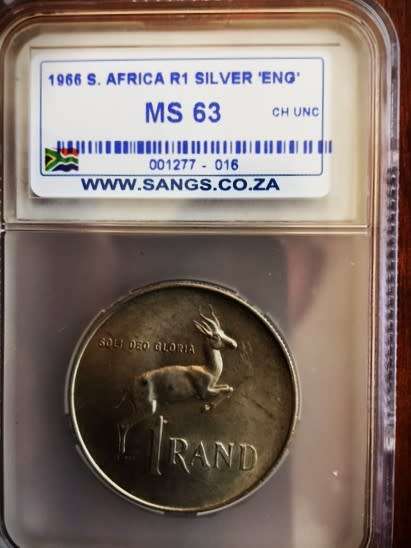 1966 S. AFRICA R1 SILVER 'ENG'
MS 63
CH UNC
001277 - 016
WWW.SANGS.CO.ZA
SOLI DEO GLORIA
1 RAND